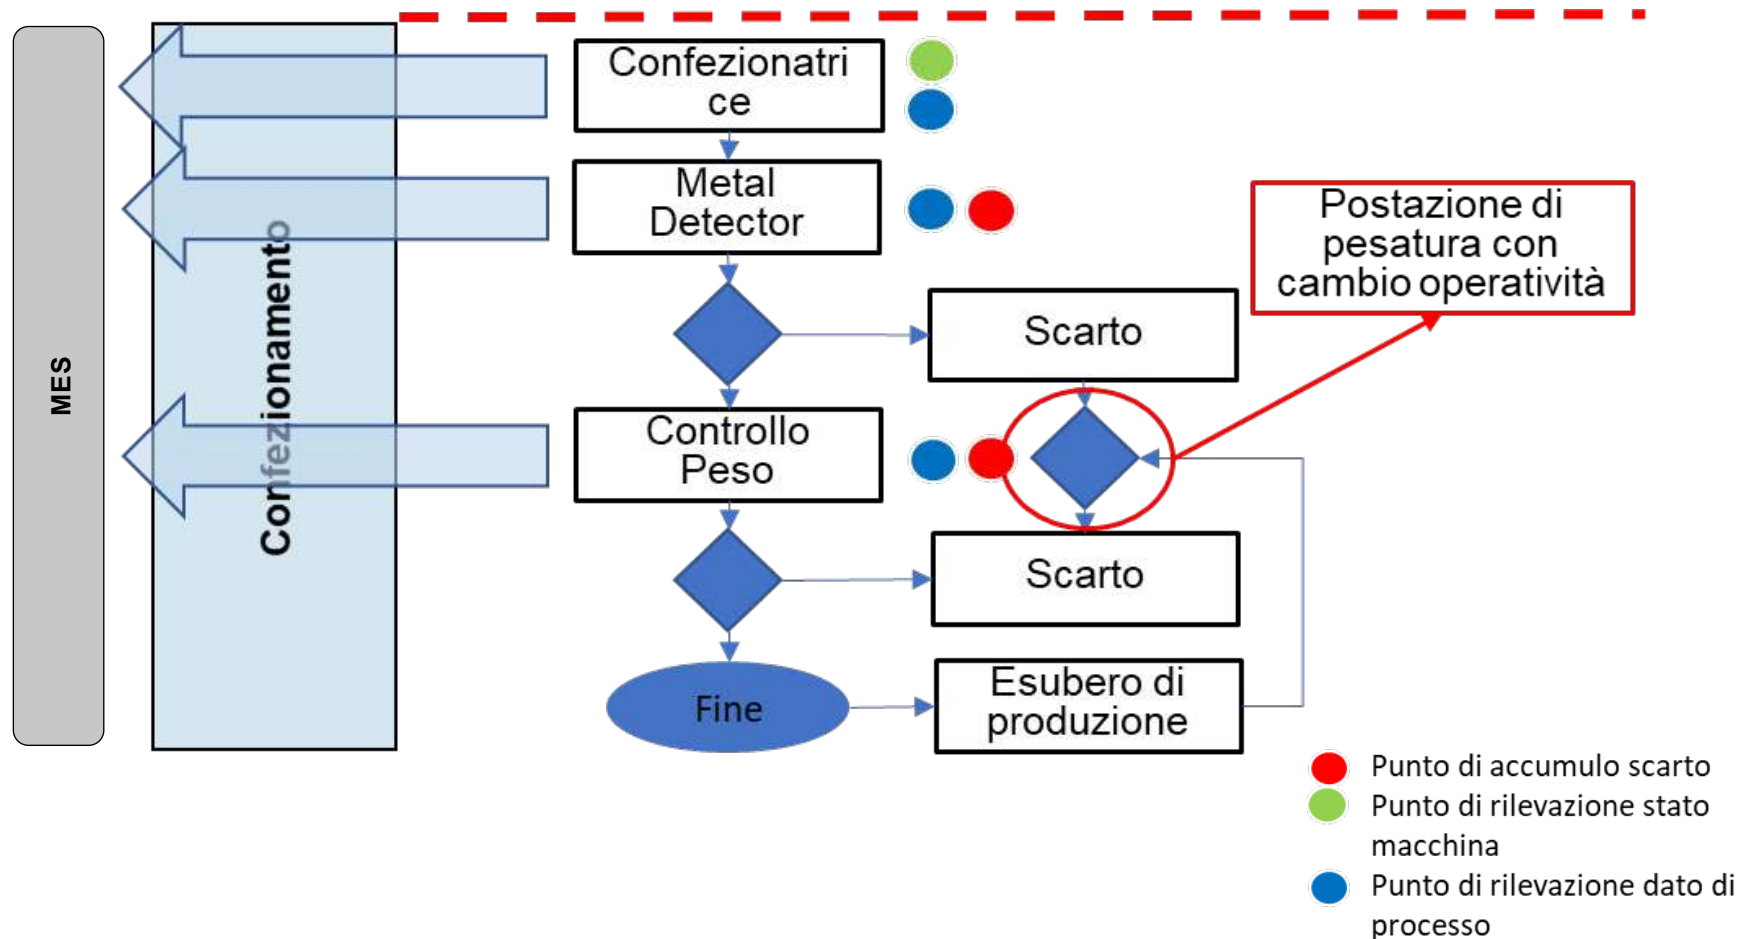 MES
Confezionamento
Confezionatri
ce
Metal
Detector
Postazione di
pesatura con
cambio operatività
Scarto
Controllo
Peso
Scarto
Fine
Esubero di
produzione
Punto di accumulo scarto
Punto di rilevazione stato
macchina
Punto di rilevazione dato di
processo